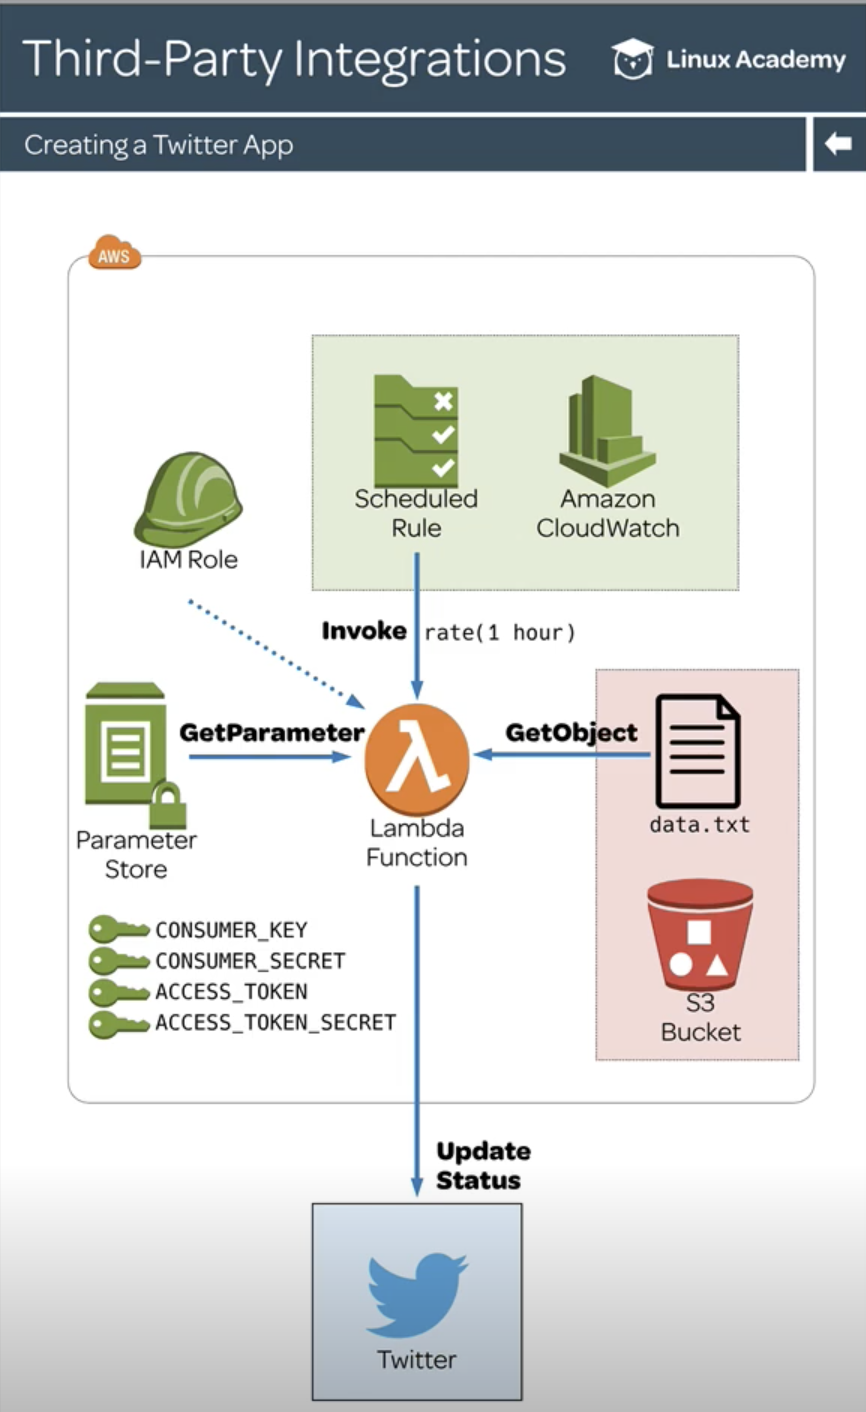 Third-Party Integrations
Linux Academy
Creating a Twitter App
AWS
Scheduled
Rule
Amazon
CloudWatch
IAM Role
Invoke
rate(1 hour)
GetParameter
GetObject
data.txt
Lambda
Function
Parameter
Store
CONSUMER_KEY
CONSUMER_SECRET
ACCESS_TOKEN
ACCESS_TOKEN_SECRET
S3
Bucket
Update
Status
Twitter